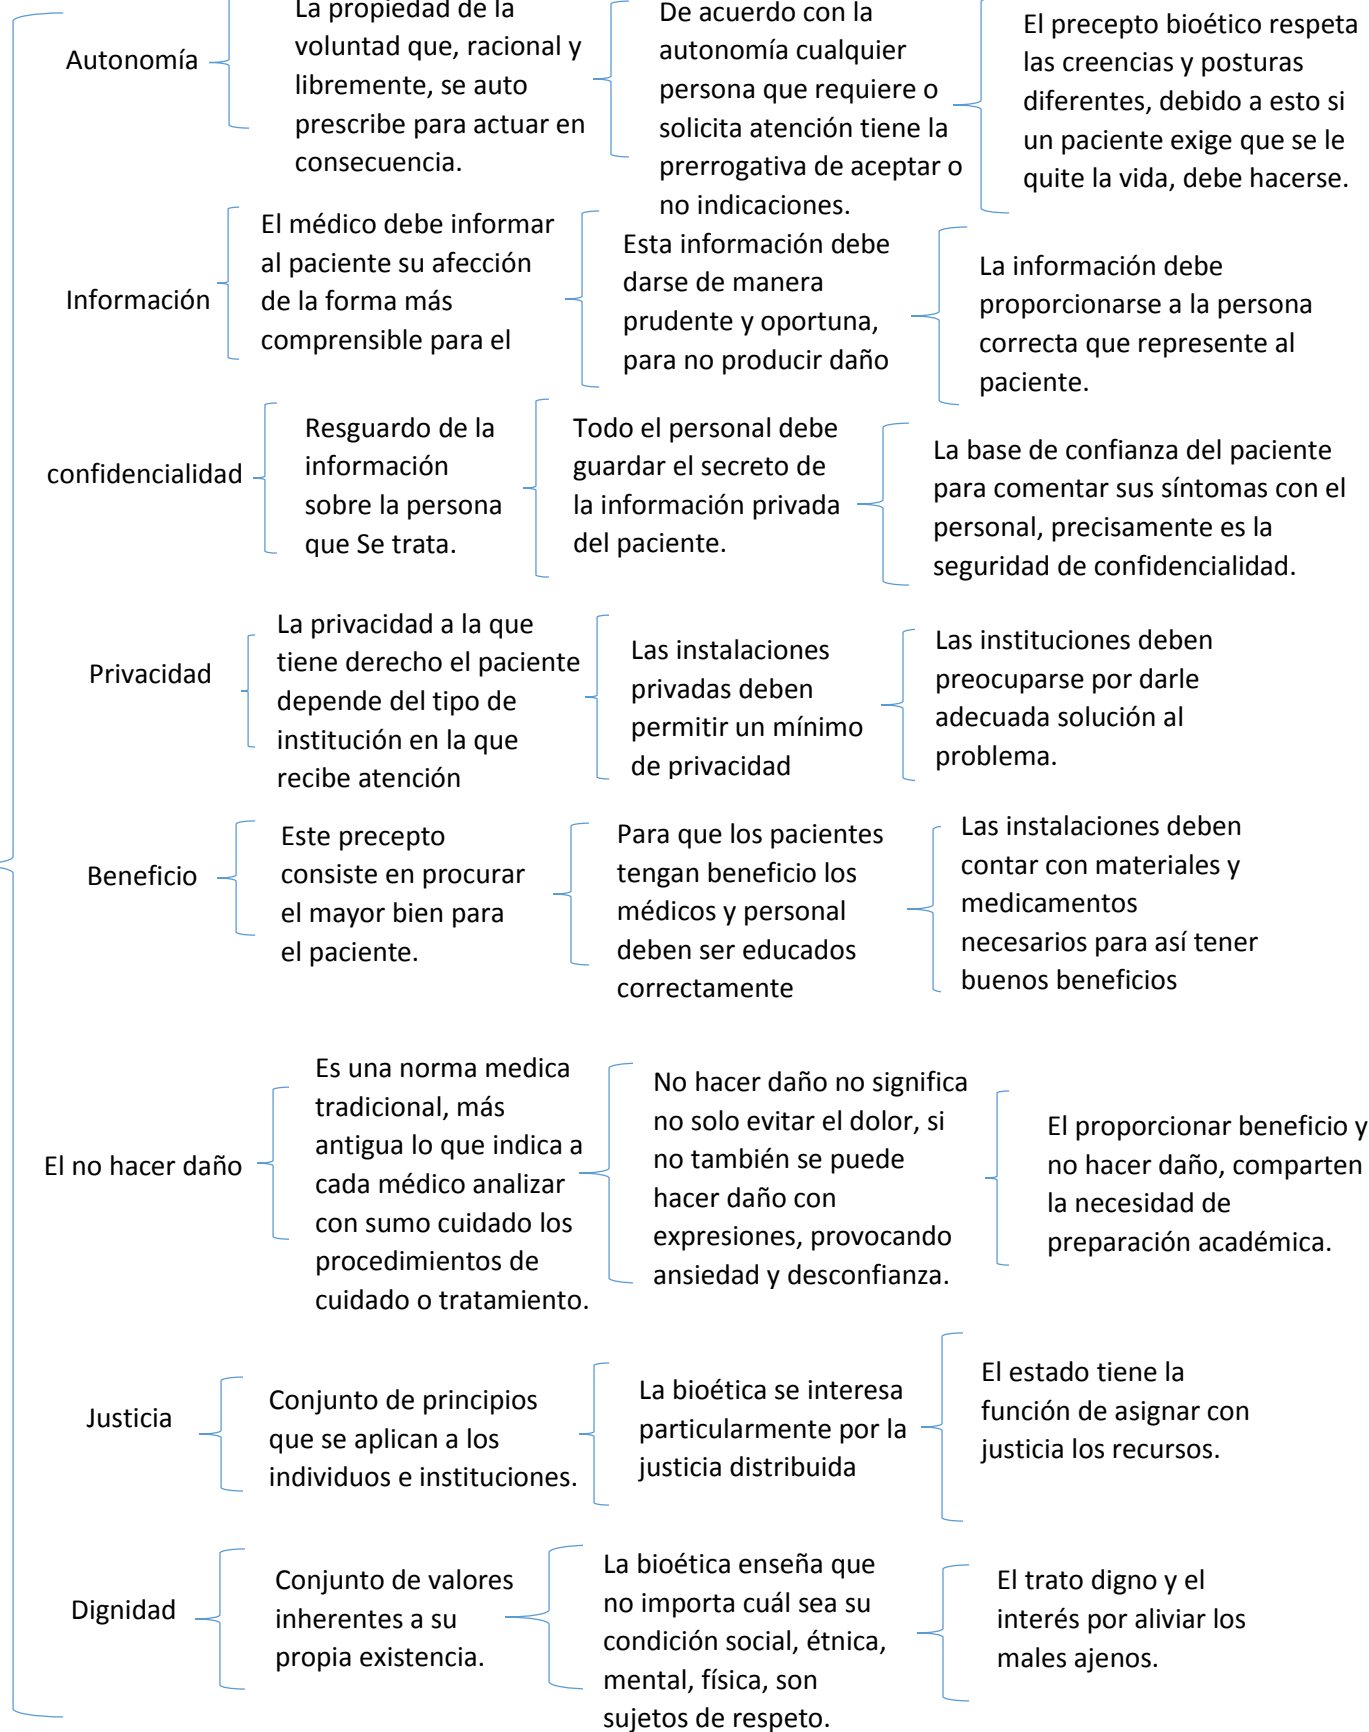 Autonomía
La propiedad de la
voluntad que, racional y
libremente, se auto
prescribe para actuar en
consecuencia.
De acuerdo con la
autonomía cualquier
persona que requiere o
solicita atención tiene la
prerrogativa de aceptar o
no indicaciones.
El precepto bioético respeta
las creencias y posturas
diferentes, debido a esto si
un paciente exige que se le
quite la vida, debe hacerse.
Información
El médico debe informar
al paciente su afección
de la forma más
comprensible para el
Esta información debe
darse de manera
prudente y oportuna,
para no producir daño
La información debe
proporcionarse a la persona
correcta que represente al
paciente.
confidencialidad
Resguardo de la
información
sobre la persona
que Se trata.
Todo el personal debe
guardar el secreto de
la información privada
del paciente.
La base de confianza del paciente
para comentar sus síntomas con el
personal, precisamente es la
seguridad de confidencialidad.
Privacidad
La privacidad a la que
tiene derecho el paciente
depende del tipo de
institución en la que
recibe atención
Las instalaciones
privadas deben
permitir un mínimo
de privacidad
Las instituciones deben
preocuparse por darle
adecuada solución al
problema.
Beneficio
Este precepto
consiste en procurar
el mayor bien para
el paciente.
Para que los pacientes
tengan beneficio los
médicos y personal
deben ser educados
correctamente
Las instalaciones deben
contar con materiales y
medicamentos
necesarios para así tener
buenos beneficios
El no hacer daño
Es una norma medica
tradicional, más
antigua lo que indica a
cada médico analizar
con sumo cuidado los
procedimientos de
cuidado o tratamiento.
No hacer daño no significa
no solo evitar el dolor, si
no también se puede
hacer daño con
expresiones, provocando
ansiedad y desconfianza.
El proporcionar beneficio y
no hacer daño, comparten
la necesidad de
preparación académica.
Justicia
Conjunto de principios
que se aplican a los
individuos e instituciones.
La bioética se interesa
particularmente por la
justicia distribuida
El estado tiene la
función de asignar con
justicia los recursos.
Dignidad
Conjunto de valores
inherentes a su
propia existencia.
La bioética enseña que
no importa cuál sea su
condición social, étnica,
mental, física, son
sujetos de respeto.
El trato digno y el
interés por aliviar los
males ajenos.